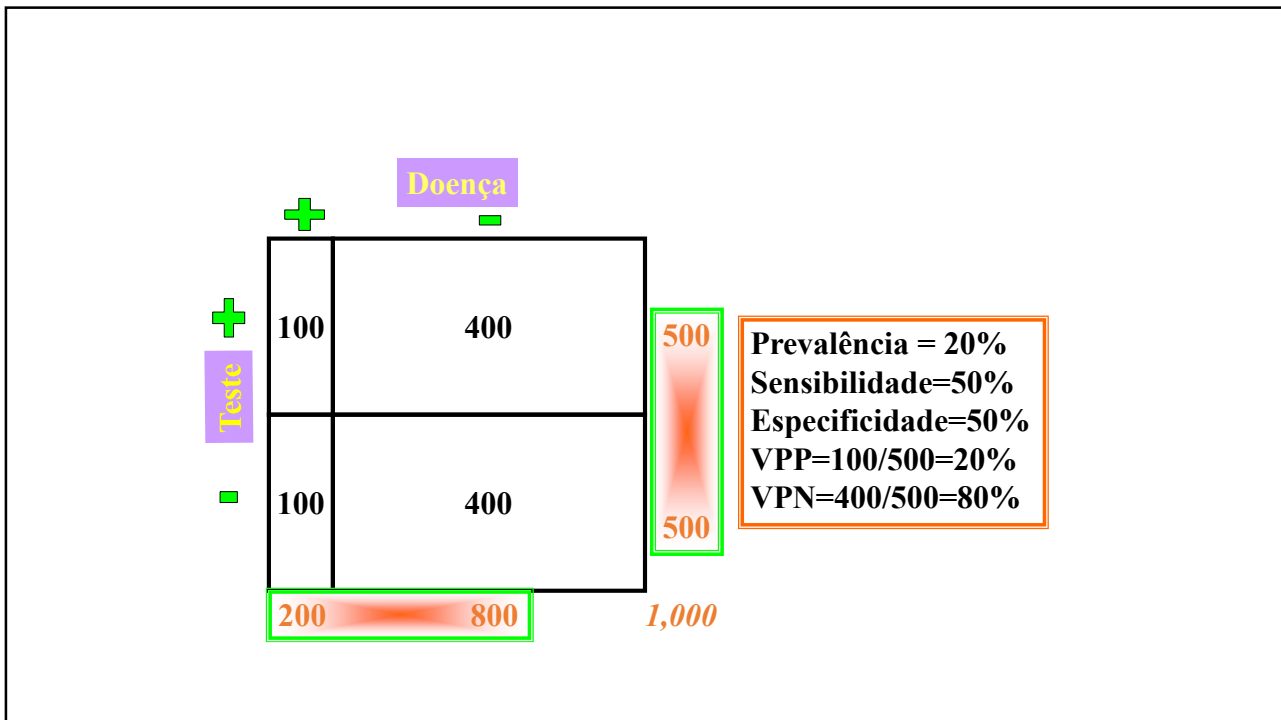 Doença
+ -
+
100 400 500
Teste
- 100 400 500
200 800 1,000
Prevalência = 20%
Sensibilidade=50%
Especificidade=50%
VPP=100/500=20%
VPN=400/500=80%